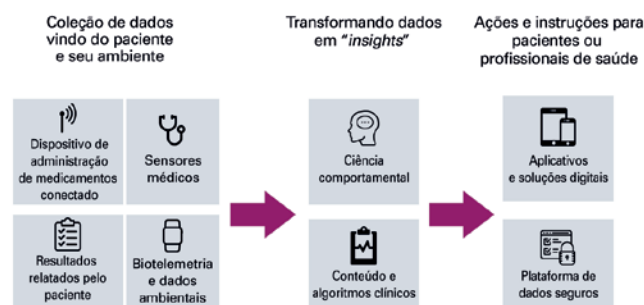 Coleção de dados
vindo do paciente
e seu ambiente
Transformando dados
em “insights”
Ações e instruções para
pacientes ou
profissionais de saúde
Dispositivo de
administração
de medicamentos
conectado
Sensores
médicos
Ciência
comportamental
Aplicativos
e soluções digitais
Resultados
relatados pelo
paciente
Biotelemetria
e dados
ambientais
Conteúdo e
algoritmos clínicos
Plataforma de
dados seguros